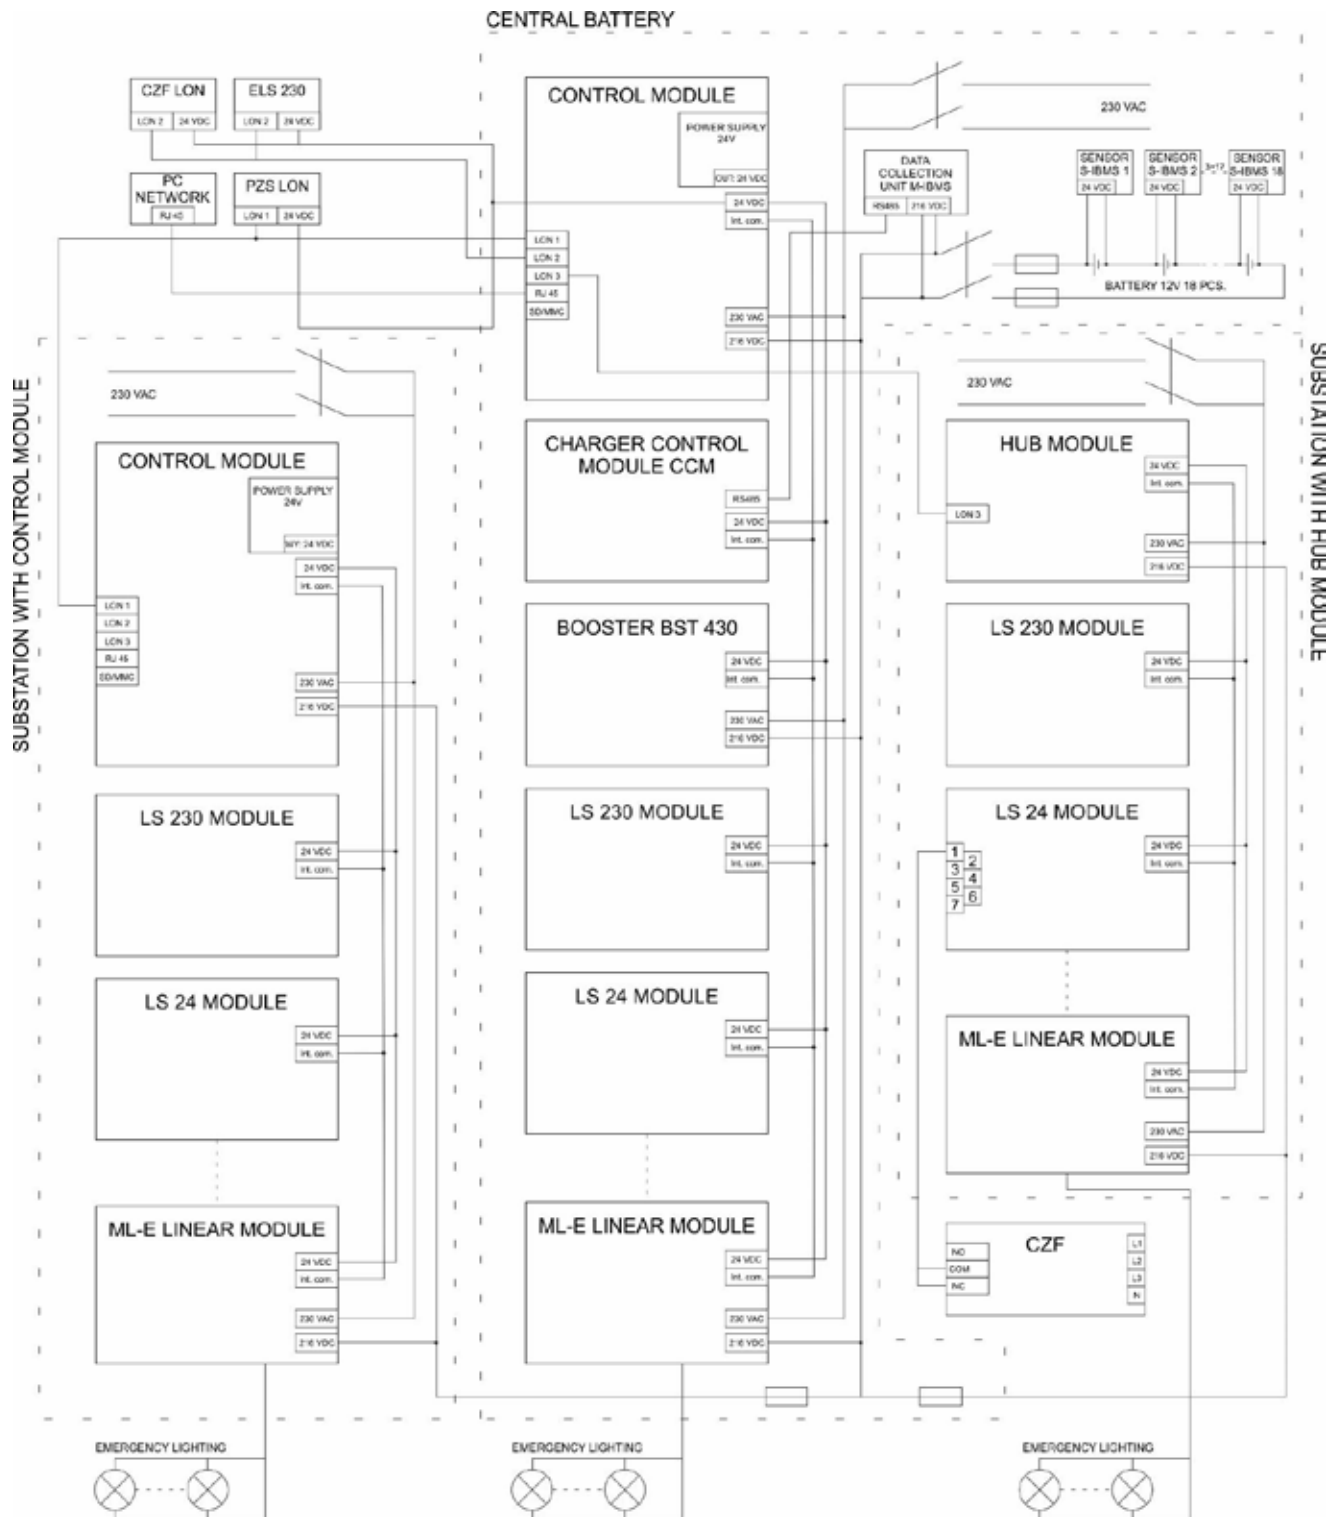 CENTRAL BATTERY
CZF LON
LON 2
24 VDC
ELS 230
LON 2
24 VDC
PC
NETWORK
RJ 45
PZS LON
LON 1
24 VDC
CONTROL MODULE
POWER SUPPLY
24V
OUT: 24 VDC
24 VDC
Int. com.
LON 1
LON 2
LON 3
RJ 45
SD/MMC
230 VAC
216 VDC
230 VAC
DATA
COLLECTION
UNIT M-IBMS
RS485
216 VDC
SENSOR
S-IBMS 1
24 VDC
SENSOR
S-IBMS 2
24 VDC
3÷17
SENSOR
S-IBMS 18
24 VDC
BATTERY 12V 18 PCS.
SUBSTATION WITH CONTROL MODULE
230 VAC
CONTROL MODULE
POWER SUPPLY
24V
WY: 24 VDC
24 VDC
Int. com.
LON 1
LON 2
LON 3
RJ 45
SD/MMC
230 VAC
216 VDC
LS 230 MODULE
24 VDC
Int. com.
LS 24 MODULE
24 VDC
Int. com.
ML-E LINEAR MODULE
24 VDC
Int. com.
230 VAC
216 VDC
EMERGENCY LIGHTING
CHARGER CONTROL
MODULE CCM
RS485
24 VDC
Int. com.
BOOSTER BST 430
24 VDC
Int. com.
230 VAC
216 VDC
LS 230 MODULE
24 VDC
Int. com.
LS 24 MODULE
24 VDC
Int. com.
ML-E LINEAR MODULE
24 VDC
Int. com.
230 VAC
216 VDC
EMERGENCY LIGHTING
SUBSTATION WITH HUB MODULE
230 VAC
HUB MODULE
24 VDC
Int. com.
LON 3
230 VAC
216 VDC
LS 230 MODULE
24 VDC
Int. com.
LS 24 MODULE
24 VDC
Int. com.
1
2
3
4
5
6
7
ML-E LINEAR MODULE
24 VDC
Int. com.
230 VAC
216 VDC
CZF
NO
COM
NC
L1
L2
L3
N
EMERGENCY LIGHTING